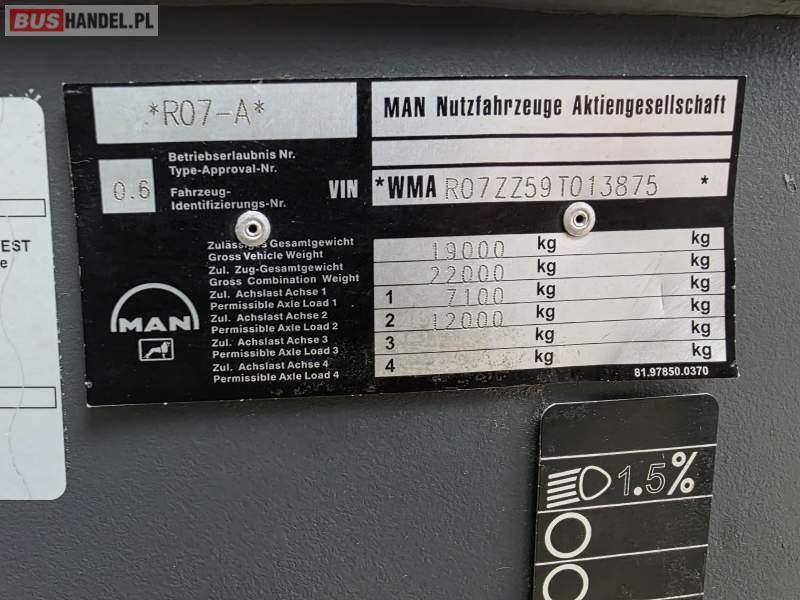 BUSHANDEL.PL
*R07-A*
MAN Nutzfahrzeuge Aktiengesellschaft
Betriebserlaubnis Nr.
Type-Approval-Nr.
0.6
Fahrzeug-
Identifizierungs-Nr.
VIN
*WMA R07ZZ59T013875 *
Zulässiges Gesamtgewicht
Gross Vehicle Weight
19000 kg kg
Zul. Zug-Gesamtgewicht
Gross Combination Weight
22000 kg kg
Zul. Achslast Achse 1
Permissible Axle Load 1
1 7100 kg kg
Zul. Achslast Achse 2
Permissible Axle Load 2
2 12000 kg kg
Zul. Achslast Achse 3
Permissible Axle Load 3
3 kg kg
Zul. Achslast Achse 4
Permissible Axle Load 4
4 kg kg
MAN
81.97850.0370
EST
e
1.5%